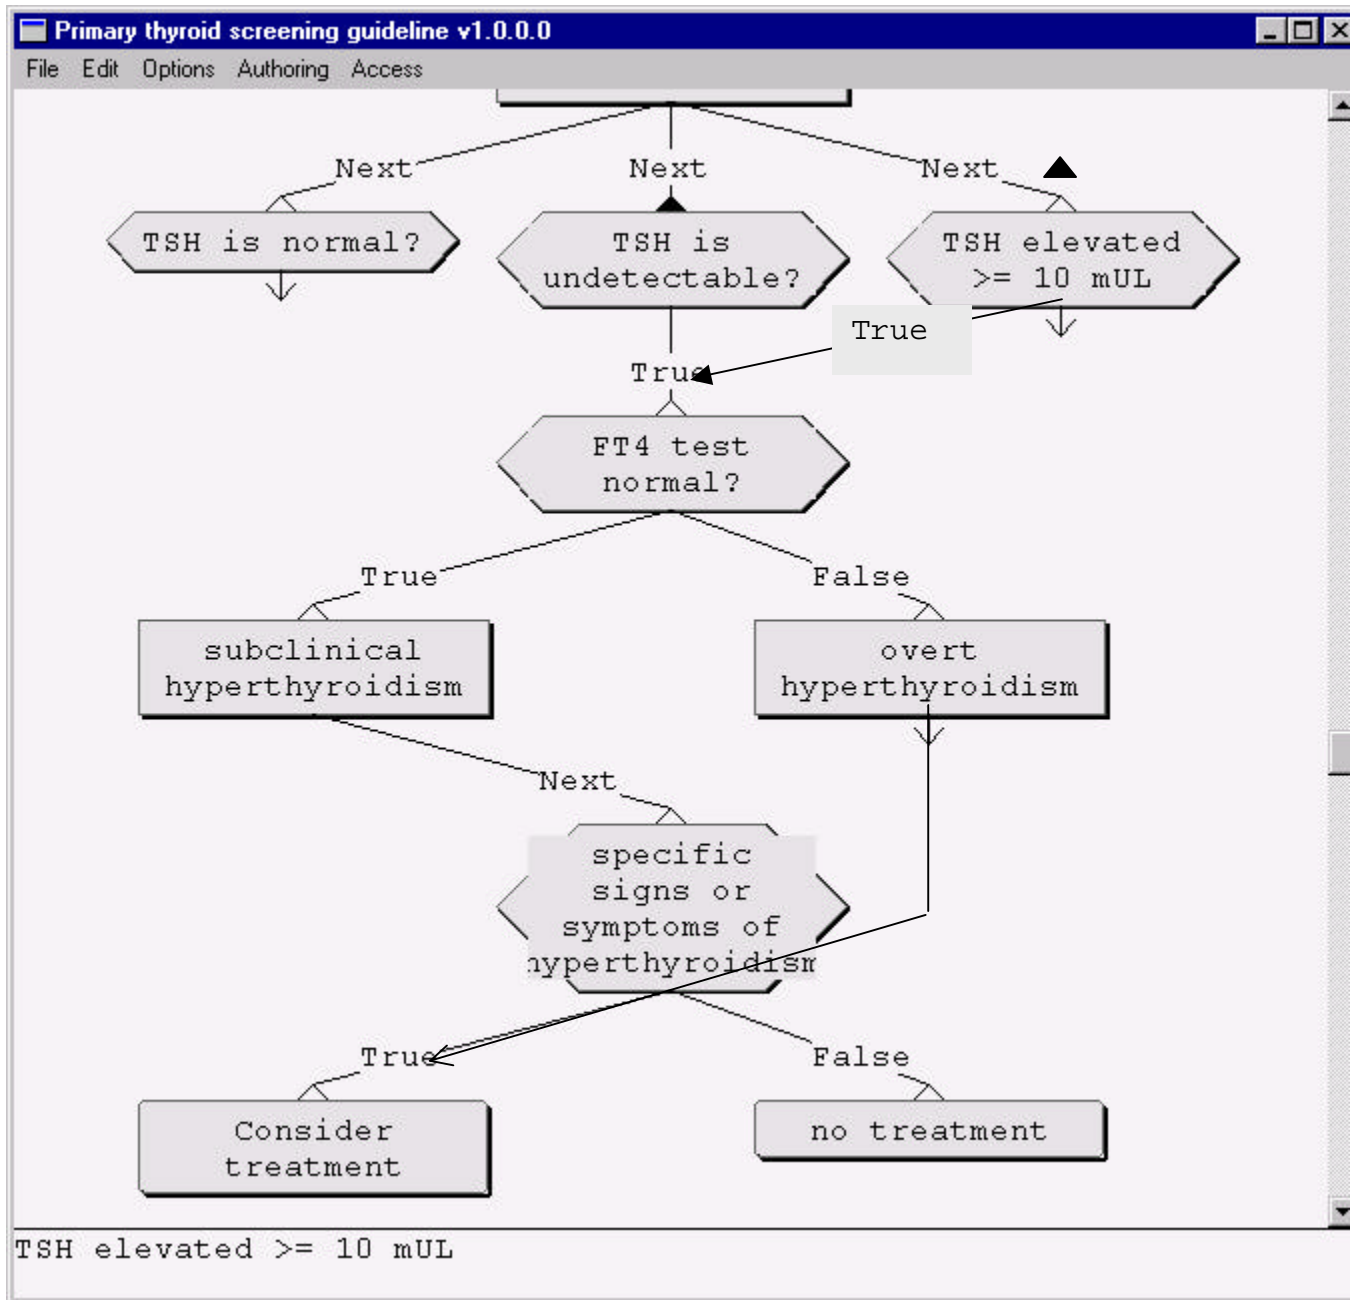 Primary thyroid screening guideline v1.0.0.0
File Edit Options Authoring Access
Next Next Next
TSH is normal?
TSH is
undetectable?
TSH elevated
>= 10 mUL
True
True
FT4 test
normal?
True False
subclinical
hyperthyroidism
overt
hyperthyroidism
Next
specific
signs or
symptoms of
hyperthyroidism
True False
Consider
treatment
no treatment
TSH elevated >= 10 mUL